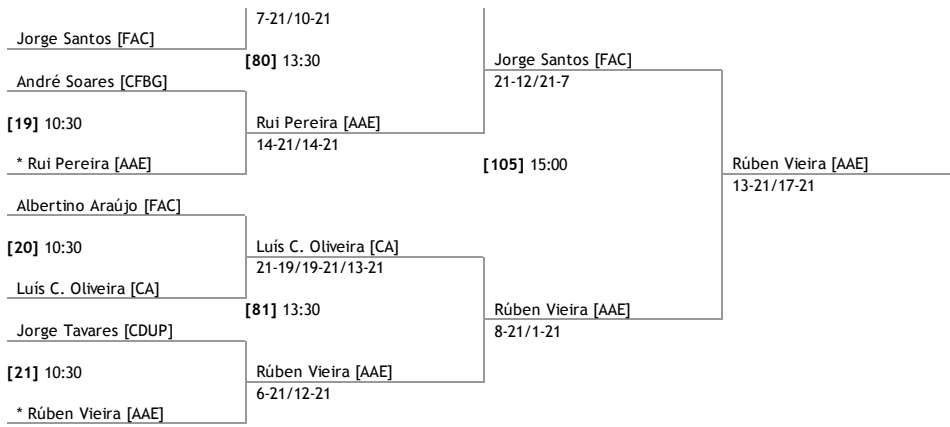 7-21/10-21
Jorge Santos [FAC]
[80] 13:30
Jorge Santos [FAC]
André Soares [CFBG]
21-12/21-7
[19] 10:30
Rui Pereira [AAE]
14-21/14-21
* Rui Pereira [AAE]
[105] 15:00
Rúben Vieira [AAE]
13-21/17-21
Albertino Araújo [FAC]
[20] 10:30
Luís C. Oliveira [CA]
21-19/19-21/13-21
Luís C. Oliveira [CA]
[81] 13:30
Rúben Vieira [AAE]
Jorge Tavares [CDUP]
8-21/1-21
[21] 10:30
Rúben Vieira [AAE]
6-21/12-21
* Rúben Vieira [AAE]